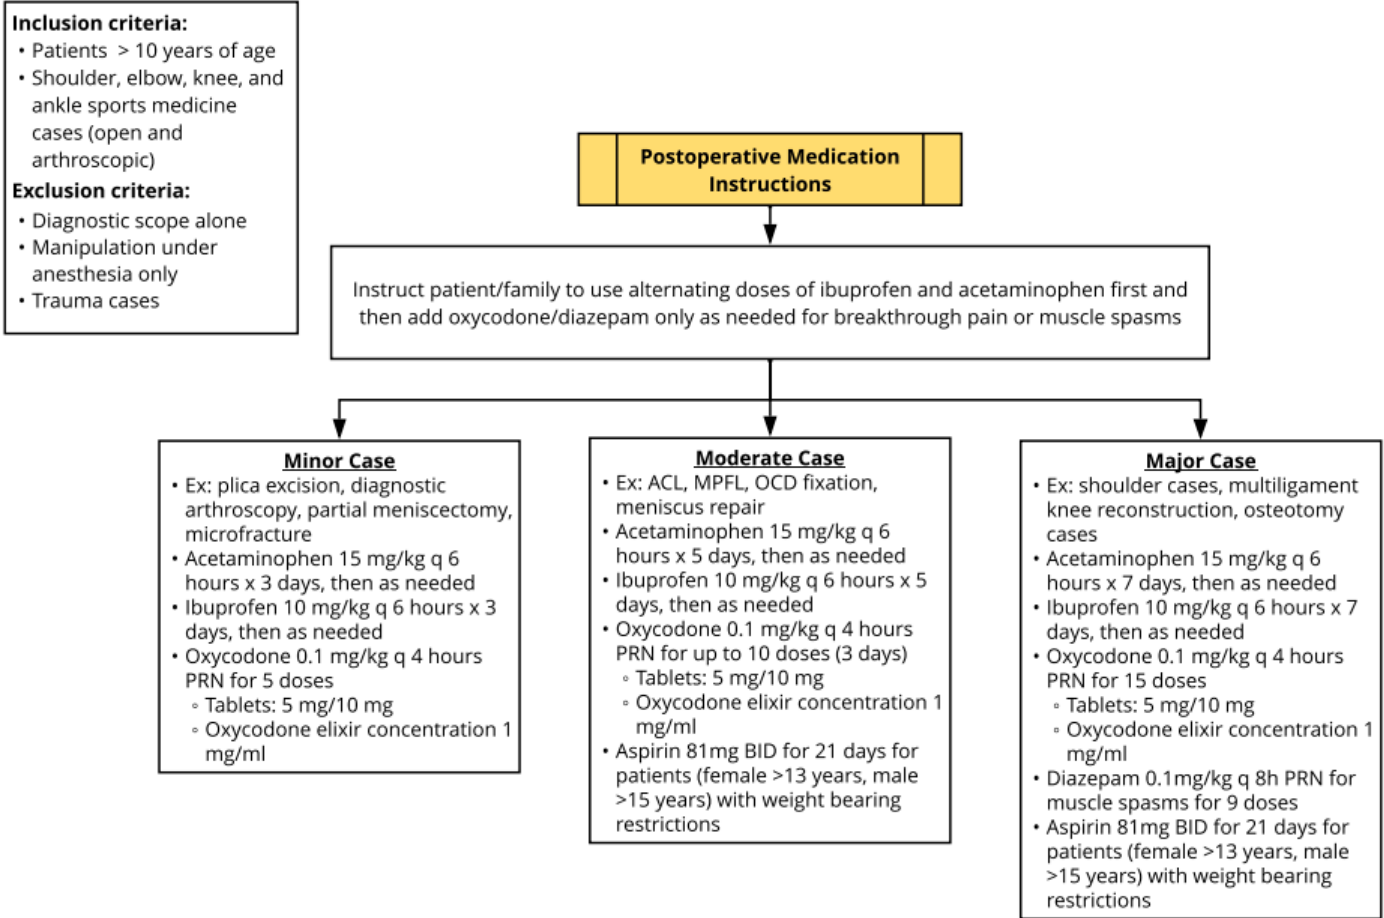 Inclusion criteria:
• Patients > 10 years of age
• Shoulder, elbow, knee, and
ankle sports medicine
cases (open and
arthroscopic)
Exclusion criteria:
• Diagnostic scope alone
• Manipulation under
anesthesia only
• Trauma cases
Postoperative Medication
Instructions
Instruct patient/family to use alternating doses of ibuprofen and acetaminophen first and
then add oxycodone/diazepam only as needed for breakthrough pain or muscle spasms
Minor Case
• Ex: plica excision, diagnostic
arthroscopy, partial meniscectomy,
microfracture
• Acetaminophen 15 mg/kg q 6
hours x 3 days, then as needed
• Ibuprofen 10 mg/kg q 6 hours x 3
days, then as needed
• Oxycodone 0.1 mg/kg q 4 hours
PRN for 5 doses
◦ Tablets: 5 mg/10 mg
◦ Oxycodone elixir concentration 1
mg/ml
Moderate Case
• Ex: ACL, MPFL, OCD fixation,
meniscus repair
• Acetaminophen 15 mg/kg q 6
hours x 5 days, then as needed
• Ibuprofen 10 mg/kg q 6 hours x 5
days, then as needed
• Oxycodone 0.1 mg/kg q 4 hours
PRN for up to 10 doses (3 days)
◦ Tablets: 5 mg/10 mg
◦ Oxycodone elixir concentration 1
mg/ml
• Aspirin 81mg BID for 21 days for
patients (female >13 years, male
>15 years) with weight bearing
restrictions
Major Case
• Ex: shoulder cases, multiligament
knee reconstruction, osteotomy
cases
• Acetaminophen 15 mg/kg q 6
hours x 7 days, then as needed
• Ibuprofen 10 mg/kg q 6 hours x 7
days, then as needed
• Oxycodone 0.1 mg/kg q 4 hours
PRN for 15 doses
◦ Tablets: 5 mg/10 mg
◦ Oxycodone elixir concentration 1
mg/ml
• Diazepam 0.1mg/kg q 8h PRN for
muscle spasms for 9 doses
• Aspirin 81mg BID for 21 days for
patients (female >13 years, male
>15 years) with weight bearing
restrictions